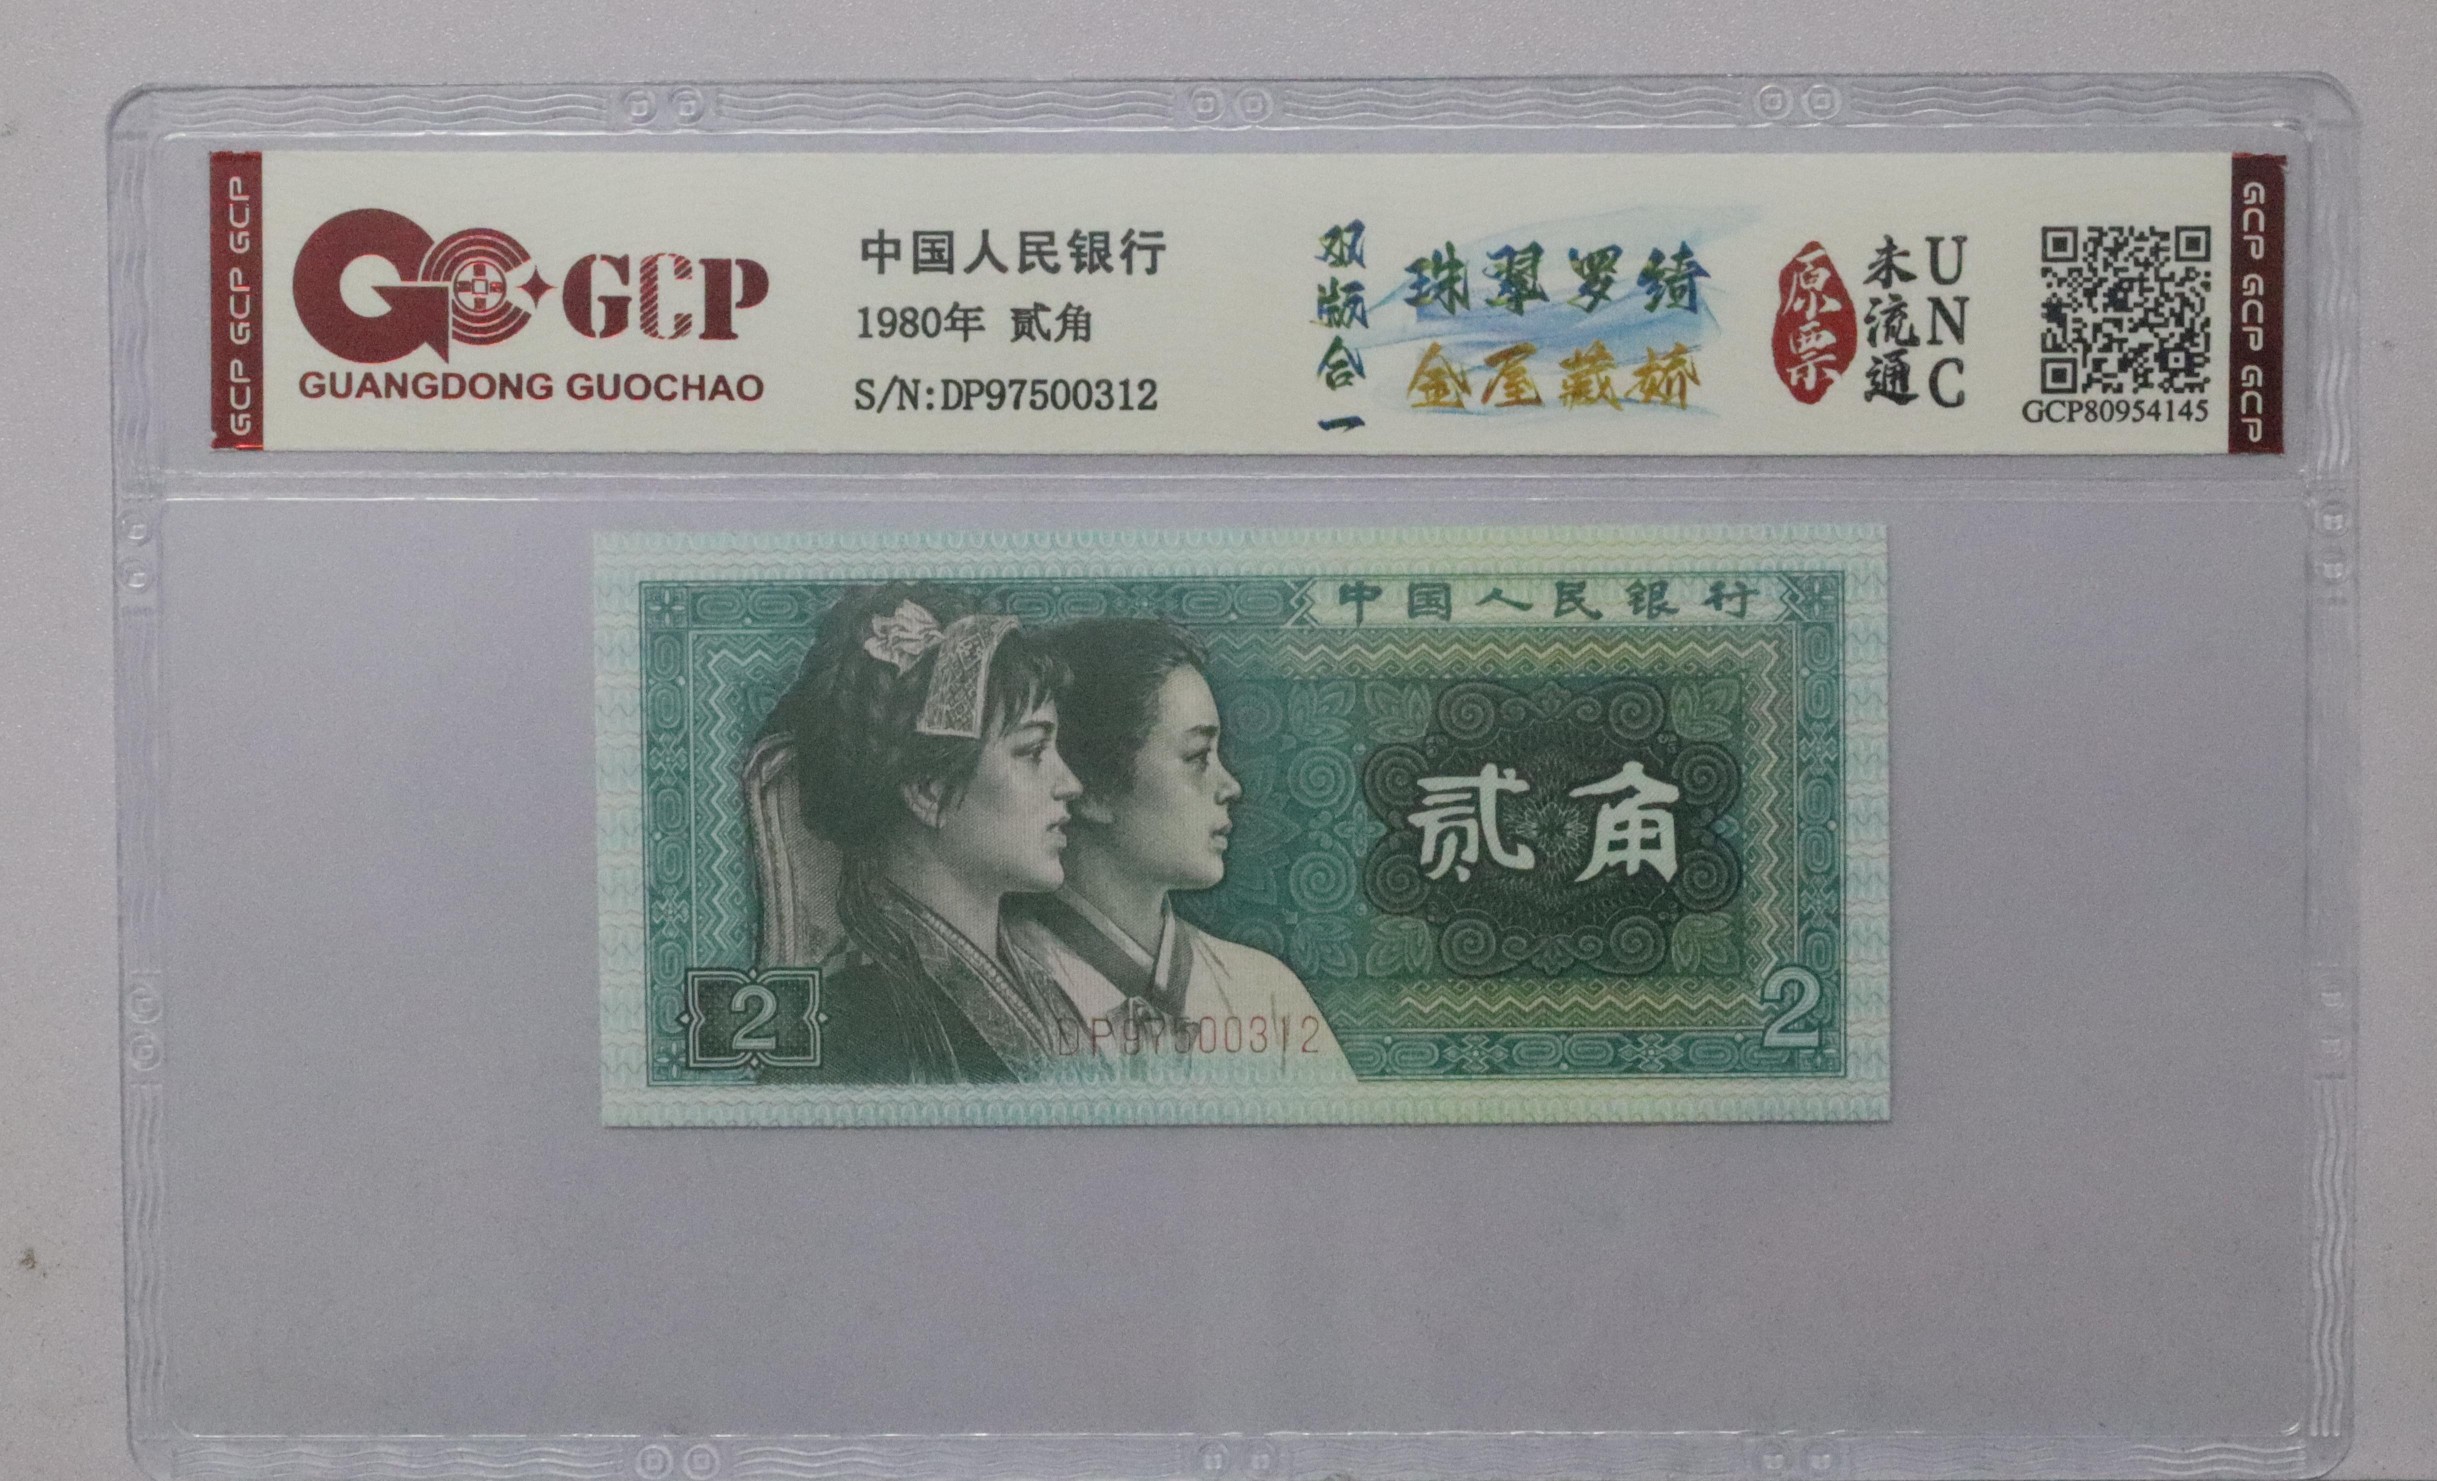 GCP GCP GCP
GCP
GUANGDONG GUOCHAO
中国人民银行
1980年 贰角
S/N:DP97500312
双版合一
珠翠罗绮
金屋藏娇
原票
未流通
UNC
GCP80954145
GCP GCP GCP
中国人民银行
贰角
2
DP97500312
2